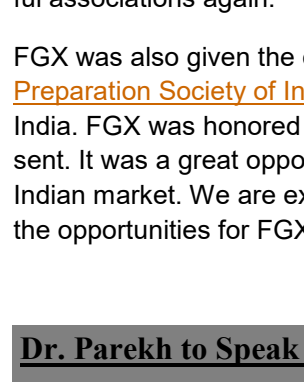 ful associations again.
FGX was also given the
Preparation Society of In
India. FGX was honored
sent. It was a great oppo
Indian market. We are ex
the opportunities for FGX
Dr. Parekh to Speak